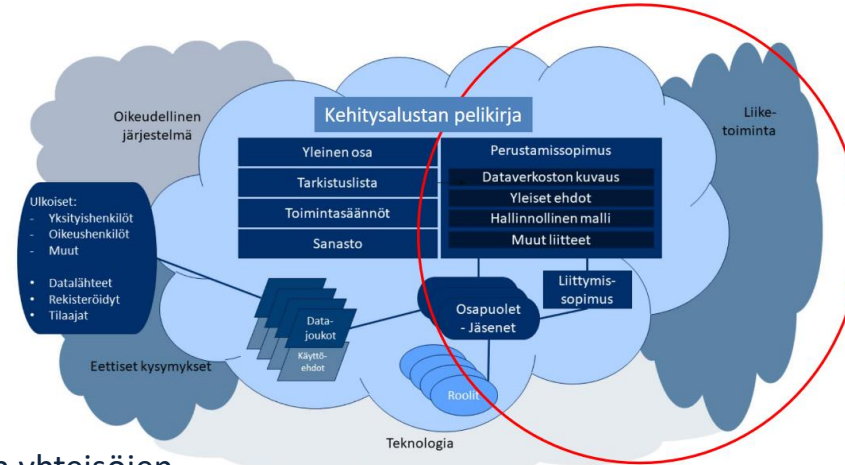 Oikeudellinen
järjestelmä
Kehitysalustan pelikirja
Liike-
toiminta
Yleinen osa
Tarkistuslista
Toimintasäännöt
Sanasto
Perustamissopimus
Dataverkoston kuvaus
Yleiset ehdot
Hallinnollinen malli
Muut liitteet
Ulkoiset:
- Yksityishenkilöt
- Oikeushenkilöt
- Muut
• Datalähteet
• Rekisteröidyt
• Tilaajat
Data-
joukot
Käyttö-
ehdot
Osapuolet
- Jäsenet
Liittymis-
sopimus
Roolit
Eettiset kysymykset
Teknologia
yhteisöjen